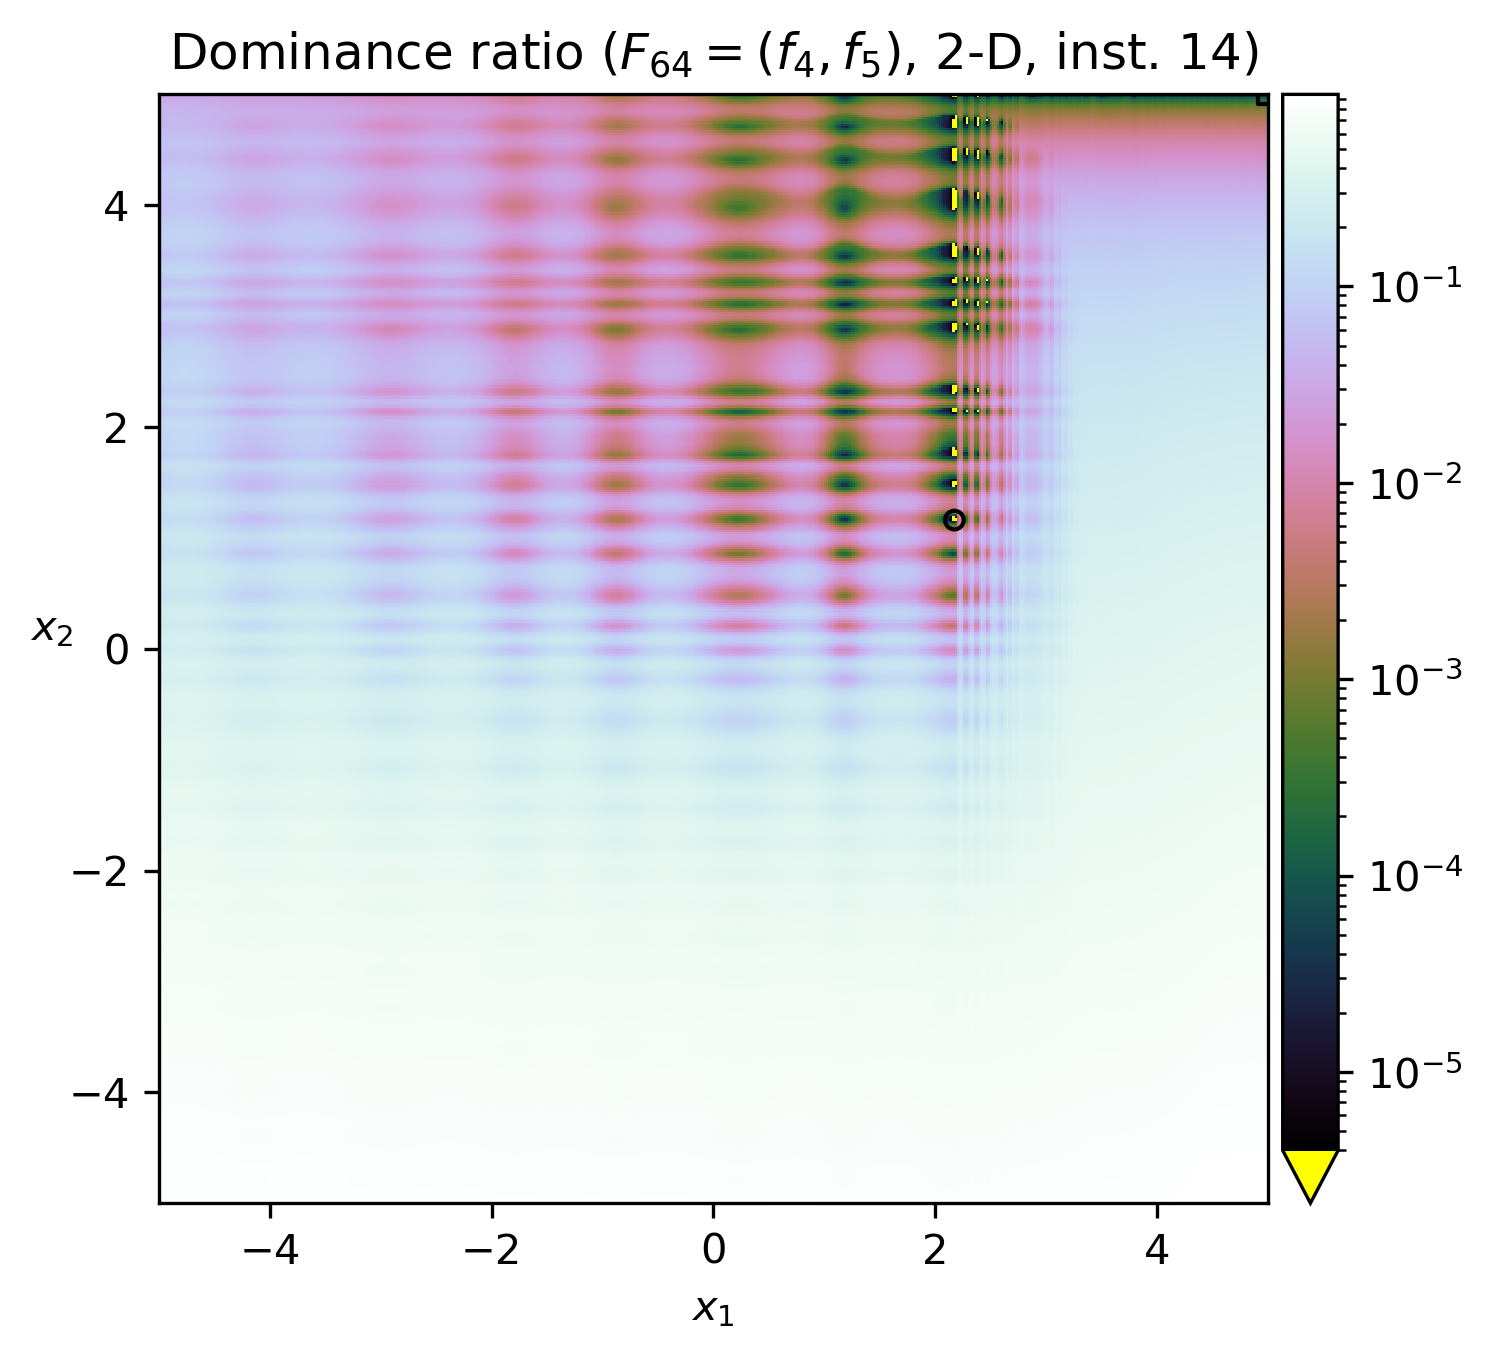 Dominance ratio (F₆₄ = (f₄, f₅), 2-D, inst. 14)
4
2
0
−2
−4
x₂
−4 −2 0 2 4
x₁
10⁻¹
10⁻²
10⁻³
10⁻⁴
10⁻⁵